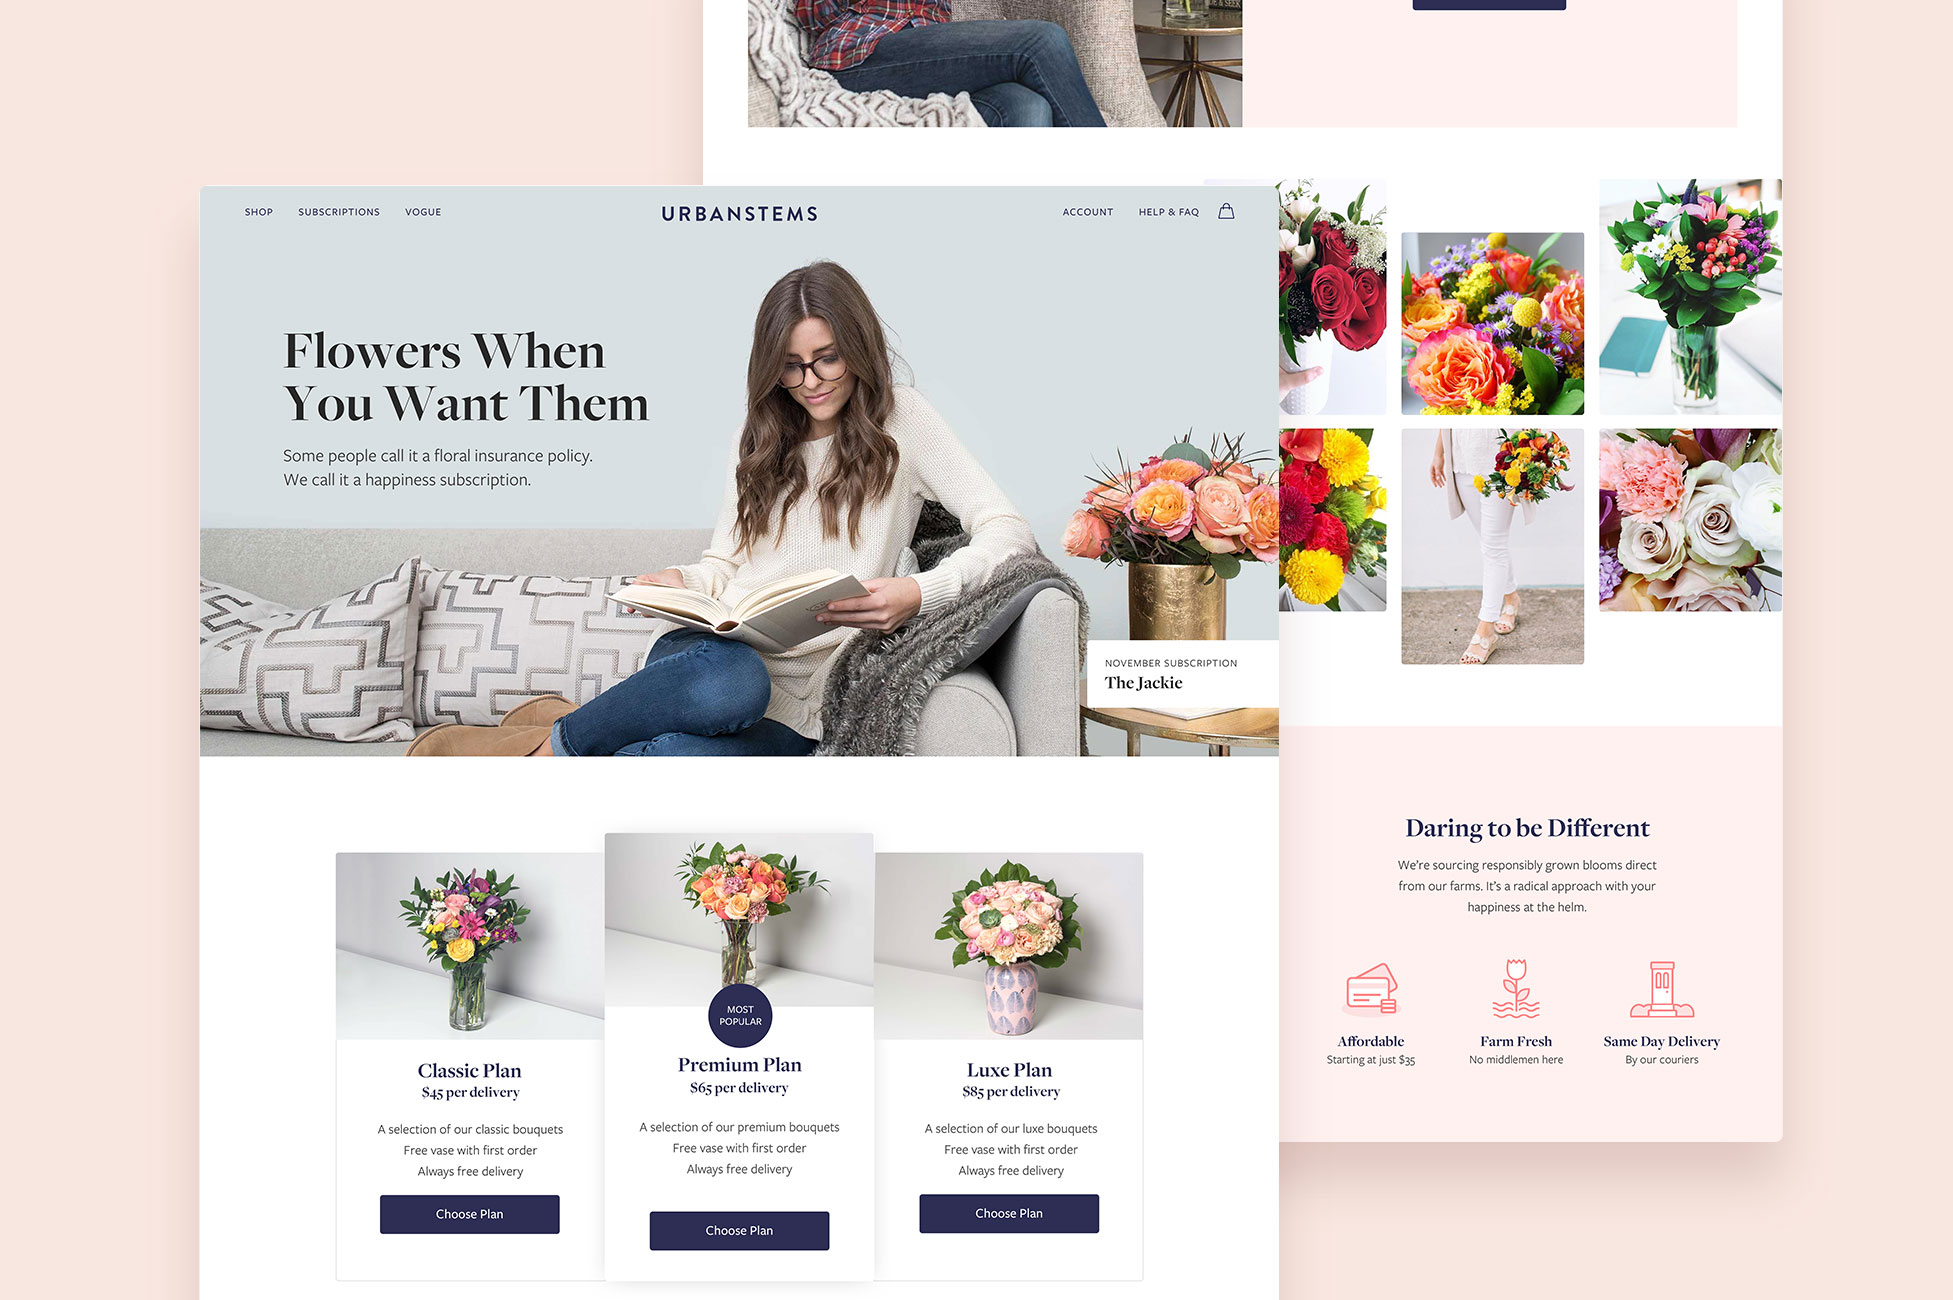 SHOP SUBSCRIPTIONS VOGUE URBANSTEMS ACCOUNT HELP & FAQ
Flowers When
You Want Them
Some people call it a floral insurance policy.
We call it a happiness subscription.
NOVEMBER SUBSCRIPTION
The Jackie
Classic Plan
$45 per delivery
A selection of our classic bouquets
Free vase with first order
Always free delivery
Choose Plan
MOST
POPULAR
Premium Plan
$65 per delivery
A selection of our premium bouquets
Free vase with first order
Always free delivery
Choose Plan
Luxe Plan
$85 per delivery
A selection of our luxe bouquets
Free vase with first order
Always free delivery
Choose Plan
Daring to be Different
We're sourcing responsibly grown blooms direct
from our farms. It's a radical approach with your
happiness at the helm.
Affordable
Starting at just $35
Farm Fresh
No middlemen here
Same Day Delivery
By our couriers